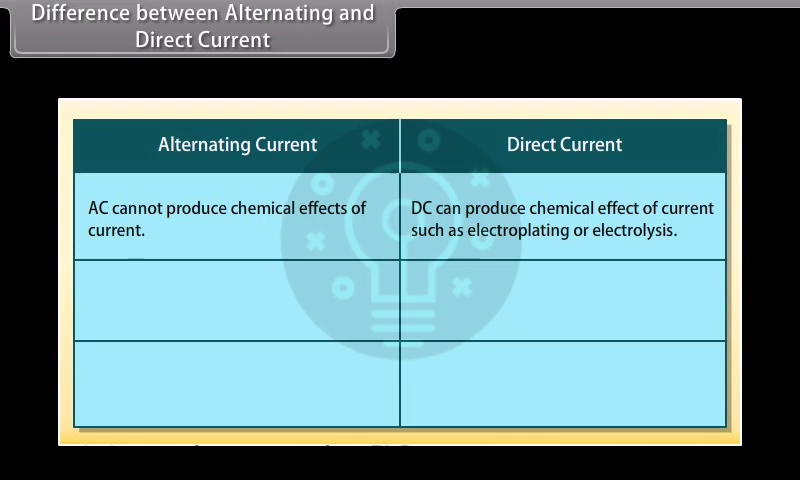 Difference between Alternating and
Direct Current
Alternating Current
Direct Current
AC cannot produce chemical effects of
current.
DC can produce chemical effect of current
such as electroplating or electrolysis.